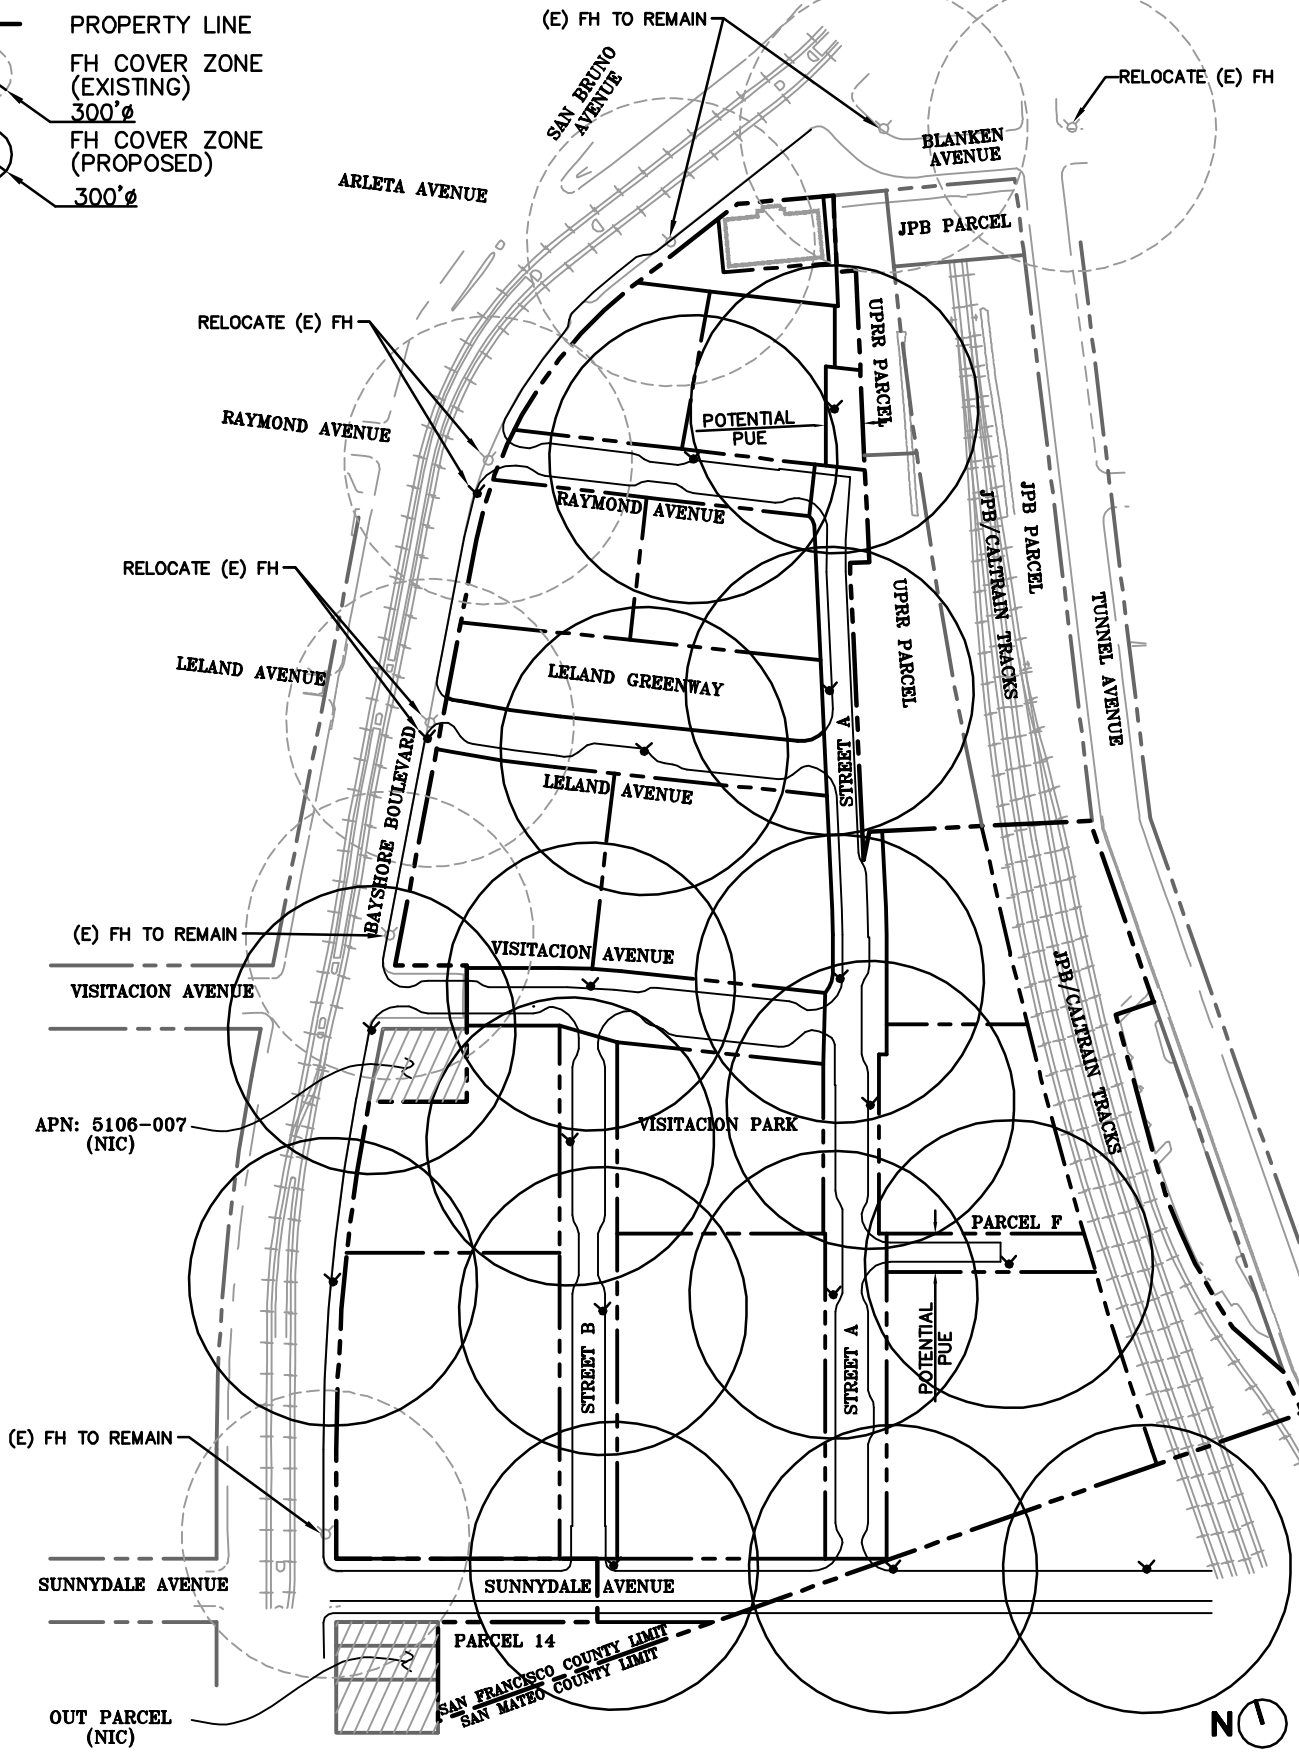 PROPERTY LINE
FH COVER ZONE
(EXISTING)
300'ø
FH COVER ZONE
(PROPOSED)
300'ø
(E) FH TO REMAIN
SAN BRUNO
AVENUE
RELOCATE (E) FH
BLANKEN
AVENUE
ARLETA AVENUE
JPB PARCEL
RELOCATE (E) FH
UPRR PARCEL
RAYMOND AVENUE
POTENTIAL
PUE
RAYMOND AVENUE
JPB/CALTRAIN TRACKS
JPB PARCEL
RELOCATE (E) FH
UPRR PARCEL
TUNNEL AVENUE
LELAND AVENUE
LELAND GREENWAY
BAYSHORE BOULEVARD
STREET A
LELAND AVENUE
(E) FH TO REMAIN
VISITACION AVENUE
VISITACION AVENUE
JPB/CALTRAIN TRACKS
APN: 5106-007
(NIC)
VISITACION PARK
PARCEL F
STREET B
STREET A
POTENTIAL
PUE
(E) FH TO REMAIN
SUNNYDALE AVENUE
SUNNYDALE AVENUE
PARCEL 14
SAN FRANCISCO COUNTY LIMIT
SAN MATEO COUNTY LIMIT
OUT PARCEL
(NIC)
N